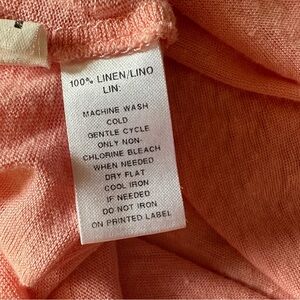 100% LINEN/LINO
LIN:
MACHINE WASH
COLD
GENTLE CYCLE
ONLY NON-
CHLORINE BLEACH
WHEN NEEDED
DRY FLAT
COOL IRON
IF NEEDED
DO NOT IRON
ON PRINTED LABEL